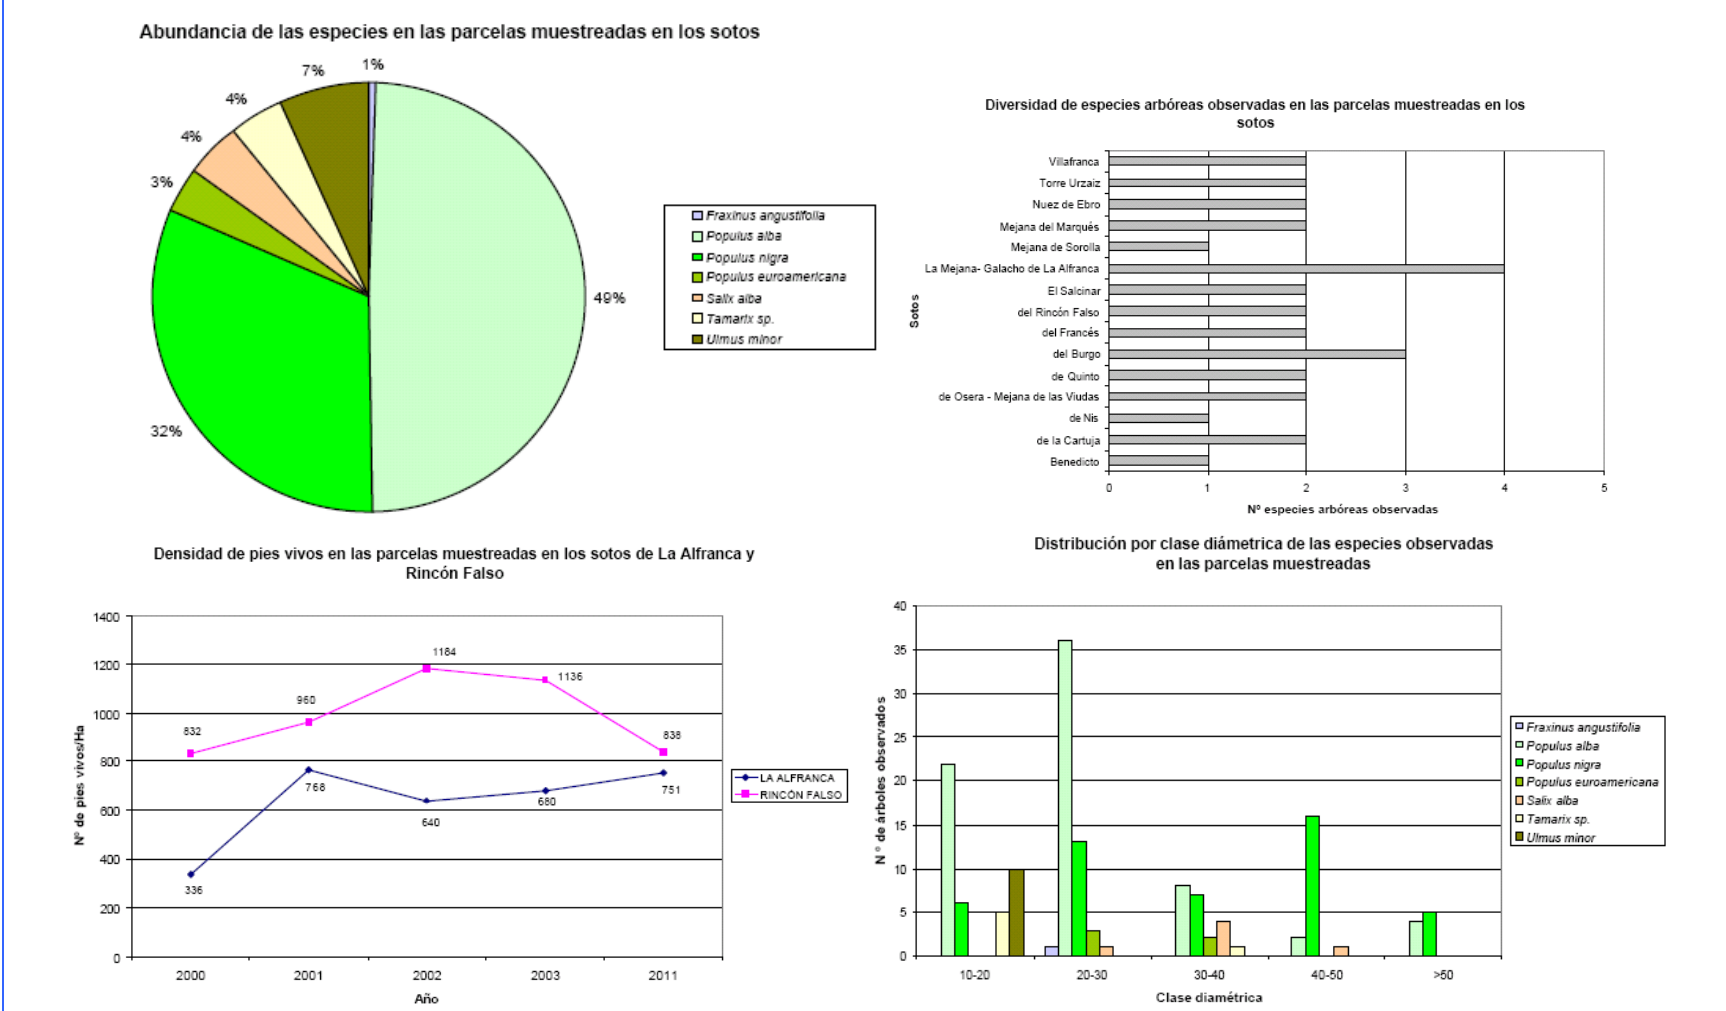 Abundancia de las especies en las parcelas muestreadas en los sotos
1%
7%
4%
4%
3%
32%
49%
Fraxinus angustifolia
Populus alba
Populus nigra
Populus euroamericana
Salix alba
Tamarix sp.
Ulmus minor
Diversidad de especies arbóreas observadas en las parcelas muestreadas en los
sotos
Sotos
Villafranca
Torre Urzaiz
Nuez de Ebro
Mejana del Marqués
Mejana de Sorolla
La Mejana- Galacho de La Alfranca
El Salcinar
del Rincón Falso
del Francés
del Burgo
de Quinto
de Osera - Mejana de las Viudas
de Nis
de la Cartuja
Benedicto
0 1 2 3 4 5
Nº especies arbóreas observadas
Densidad de pies vivos en las parcelas muestreadas en los sotos de La Alfranca y
Rincón Falso
Nº de pies vivos/Ha
1400
1200
1000
800
600
400
200
0
832
960
1184
1136
838
336
768
640
680
751
2000 2001 2002 2003 2011
Año
LA ALFRANCA
RINCÓN FALSO
Distribución por clase diámetrica de las especies observadas
en las parcelas muestreadas
N º de árboles observados
40
35
30
25
20
15
10
5
0
10-20 20-30 30-40 40-50 >50
Clase diamétrica
Fraxinus angustifolia
Populus alba
Populus nigra
Populus euroamericana
Salix alba
Tamarix sp.
Ulmus minor